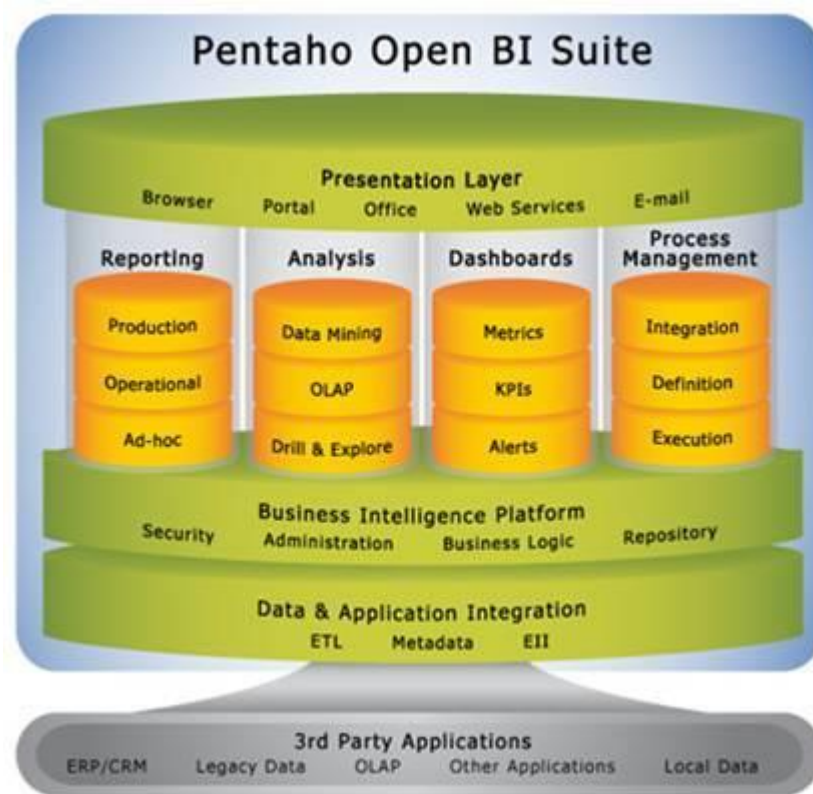 Pentaho Open BI Suite
Presentation Layer
Browser Portal Office Web Services E-mail
Reporting
Production
Operational
Ad-hoc
Analysis
Data Mining
OLAP
Drill & Explore
Dashboards
Metrics
KPIs
Alerts
Process
Management
Integration
Definition
Execution
Business Intelligence Platform
Security Administration Business Logic Repository
Data & Application Integration
ETL Metadata EII
3rd Party Applications
ERP/CRM Legacy Data OLAP Other Applications Local Data